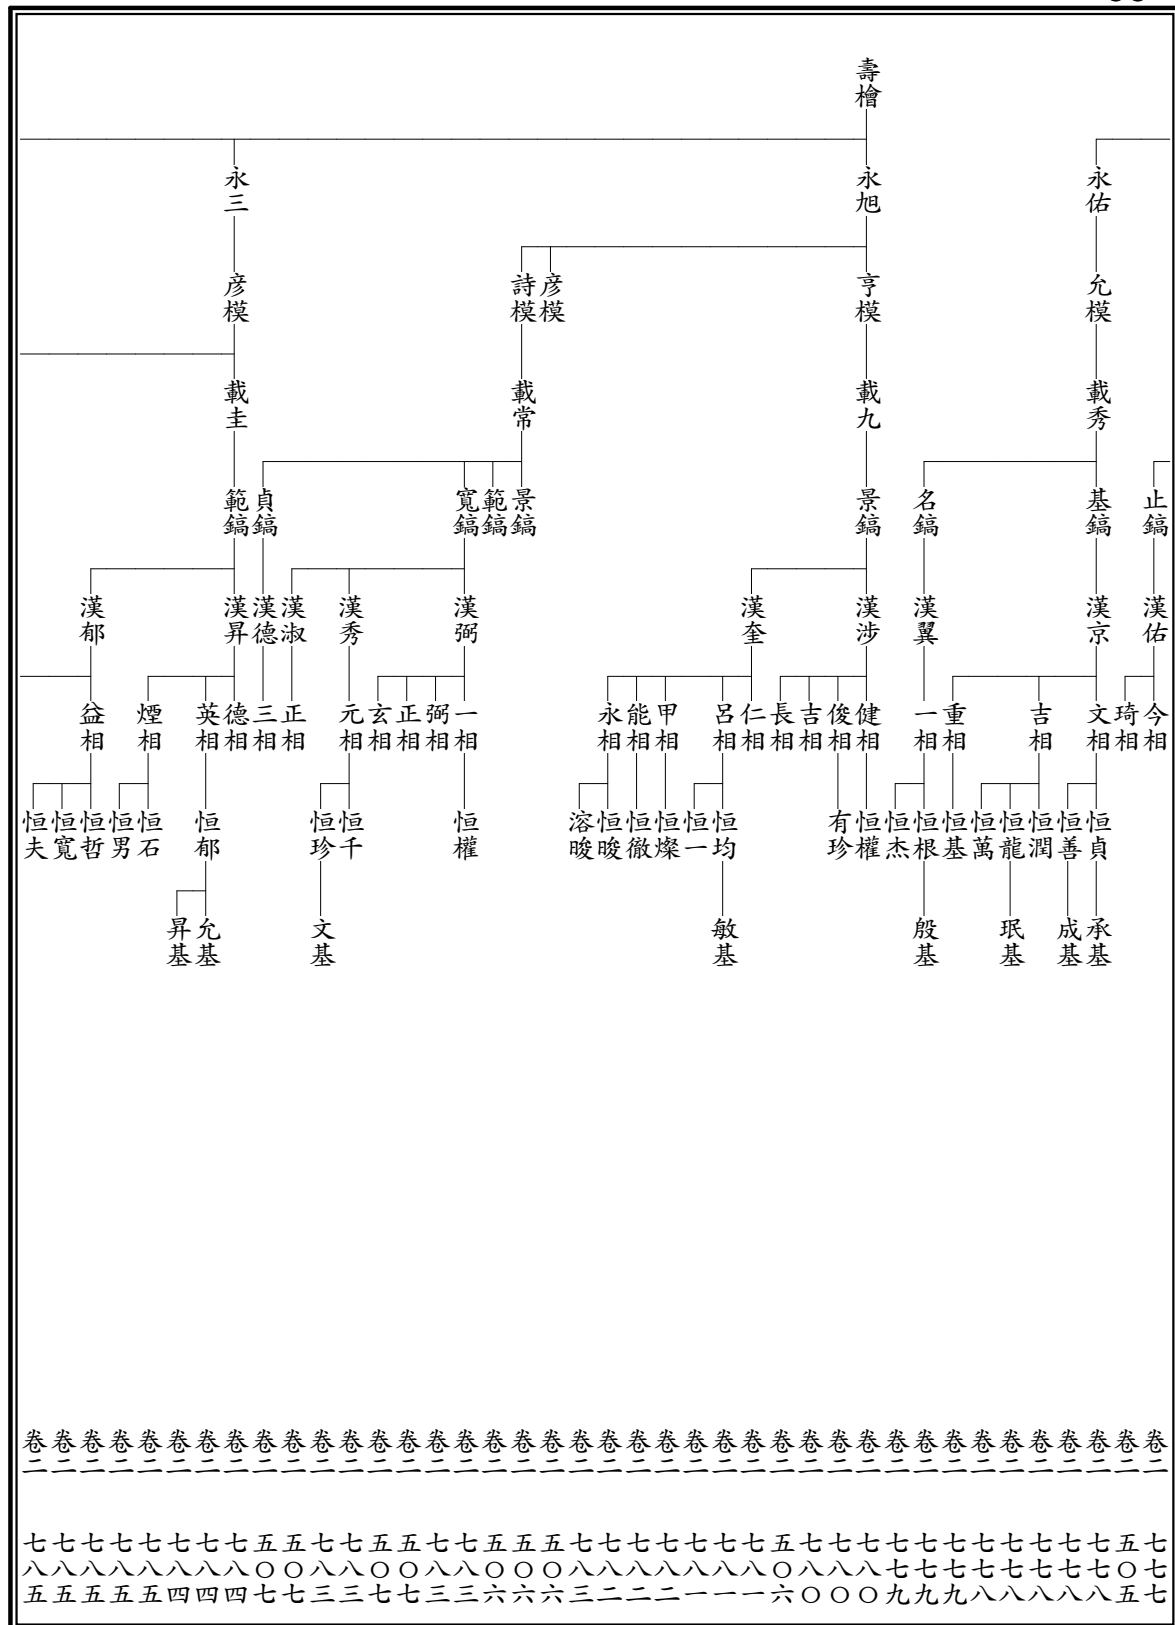 止鎬 漢佑 今相 卷二 七七七
琦相 卷二 五〇五
永佑 允模 載秀 基鎬 漢京 文相 恒貞 承基 卷二 七七八
恒善 成基 卷二 七七八
吉相 恒潤 卷二 七七八
恒龍 珉基 卷二 七七八
恒萬 卷二 七七八
重相 恒基 卷二 七七九
名鎬 漢翼 一相 恒根 殷基 卷二 七七九
恒杰 卷二 七七九
壽檜 永旭 亨模 載九 景鎬 漢涉 健相 恒權 卷二 七八〇
俊相 有珍 卷二 七八〇
吉相 卷二 七八〇
長相 卷二 五〇六
漢奎 仁相 卷二 七八一
呂相 恒均 敏基 卷二 七八一
恒一 卷二 七八一
甲相 恒燦 卷二 七八二
能相 恒徹 卷二 七八二
永相 恒晙 卷二 七八二
溶晙 卷二 七八三
彦模 卷二 五〇六
詩模 載常 景鎬 卷二 五〇六
範鎬 卷二 五〇六
寬鎬 漢弼 一相 恒權 卷二 七八三
弼相 卷二 七八三
正相 卷二 五〇七
玄相 卷二 五〇七
漢秀 元相 恒千 卷二 七八三
恒珍 文基 卷二 七八三
漢淑 正相 卷二 五〇七
貞鎬 漢德 三相 卷二 五〇七
永三 彦模 載圭 範鎬 漢昇 德相 卷二 七八四
英相 恒郁 允基 卷二 七八四
昇基 卷二 七八四
煙相 恒石 卷二 七八五
恒男 卷二 七八五
漢郁 益相 恒哲 卷二 七八五
恒寬 卷二 七八五
恒夫 卷二 七八五